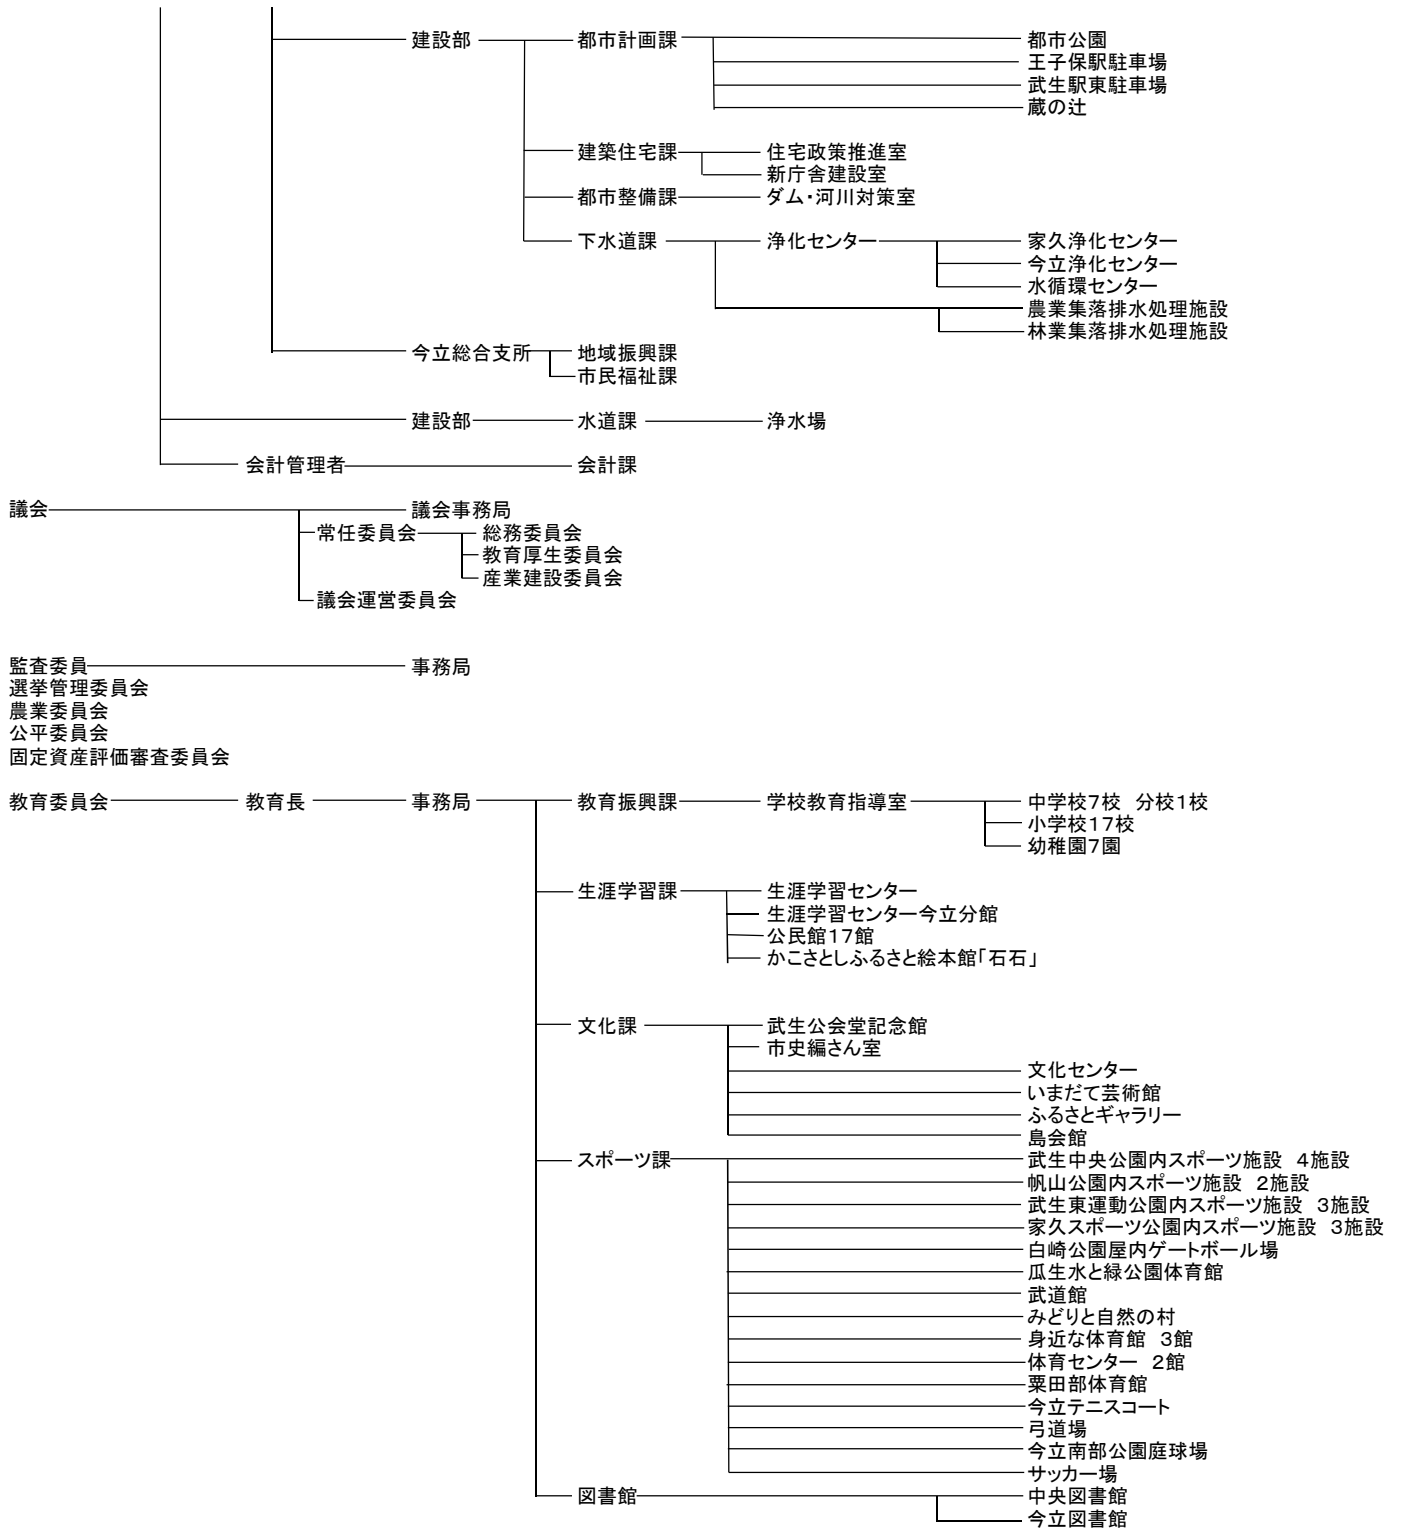 建設部 都市計画課 都市公園
王子保駅駐車場
武生駅東駐車場
蔵の辻
建築住宅課 住宅政策推進室
新庁舎建設室
都市整備課 ダム・河川対策室
下水道課 浄化センター 家久浄化センター
今立浄化センター
水循環センター
農業集落排水処理施設
林業集落排水処理施設
今立総合支所 地域振興課
市民福祉課
建設部 水道課 浄水場
会計管理者 会計課
議会 議会事務局
常任委員会 総務委員会
教育厚生委員会
産業建設委員会
議会運営委員会
監査委員 事務局
選挙管理委員会
農業委員会
公平委員会
固定資産評価審査委員会
教育委員会 教育長 事務局 教育振興課 学校教育指導室 中学校7校 分校1校
小学校17校
幼稚園7園
生涯学習課 生涯学習センター
生涯学習センター今立分館
公民館17館
かこさとしふるさと絵本館「石石」
文化課 武生公会堂記念館
市史編さん室
文化センター
いまだて芸術館
ふるさとギャラリー
島会館
スポーツ課 武生中央公園内スポーツ施設 4施設
帆山公園内スポーツ施設 2施設
武生東運動公園内スポーツ施設 3施設
家久スポーツ公園内スポーツ施設 3施設
白崎公園屋内ゲートボール場
瓜生水と緑公園体育館
武道館
みどりと自然の村
身近な体育館 3館
体育センター 2館
粟田部体育館
今立テニスコート
弓道場
今立南部公園庭球場
サッカー場
図書館 中央図書館
今立図書館